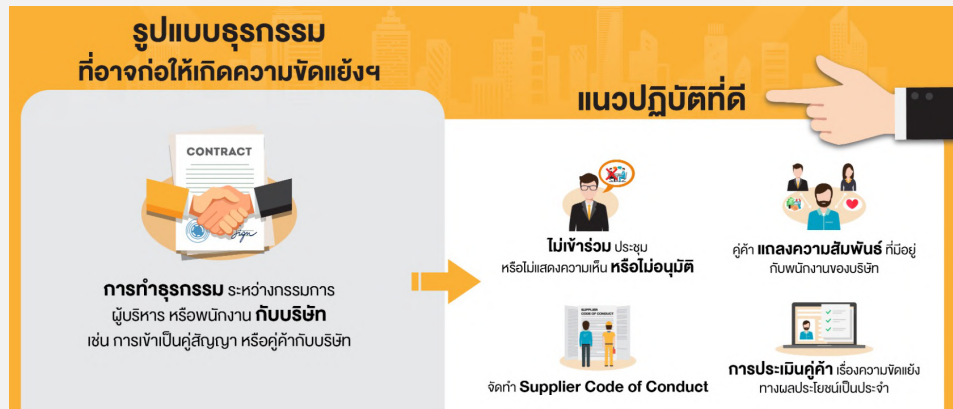 รูปแบบธุรกรรม
ที่อาจก่อให้เกิดความขัดแย้งฯ
CONTRACT
Sign
การทำธุรกรรม ระหว่างกรรมการ
ผู้บริหาร หรือพนักงาน กับบริษัท
เช่น การเข้าเป็นคู่สัญญา หรือคู่ค้ากับบริษัท
แนวปฏิบัติที่ดี
ไม่เข้าร่วม ประชุม
หรือไม่แสดงความเห็น หรือไม่อนุมัติ
คู่ค้า แถลงความสัมพันธ์ ที่มีอยู่
กับพนักงานของบริษัท
SUPPLIER
CODE OF CONDUCT
จัดทำ Supplier Code of Conduct
การประเมินคู่ค้า เรื่องความขัดแย้ง
ทางผลประโยชน์เป็นประจำ